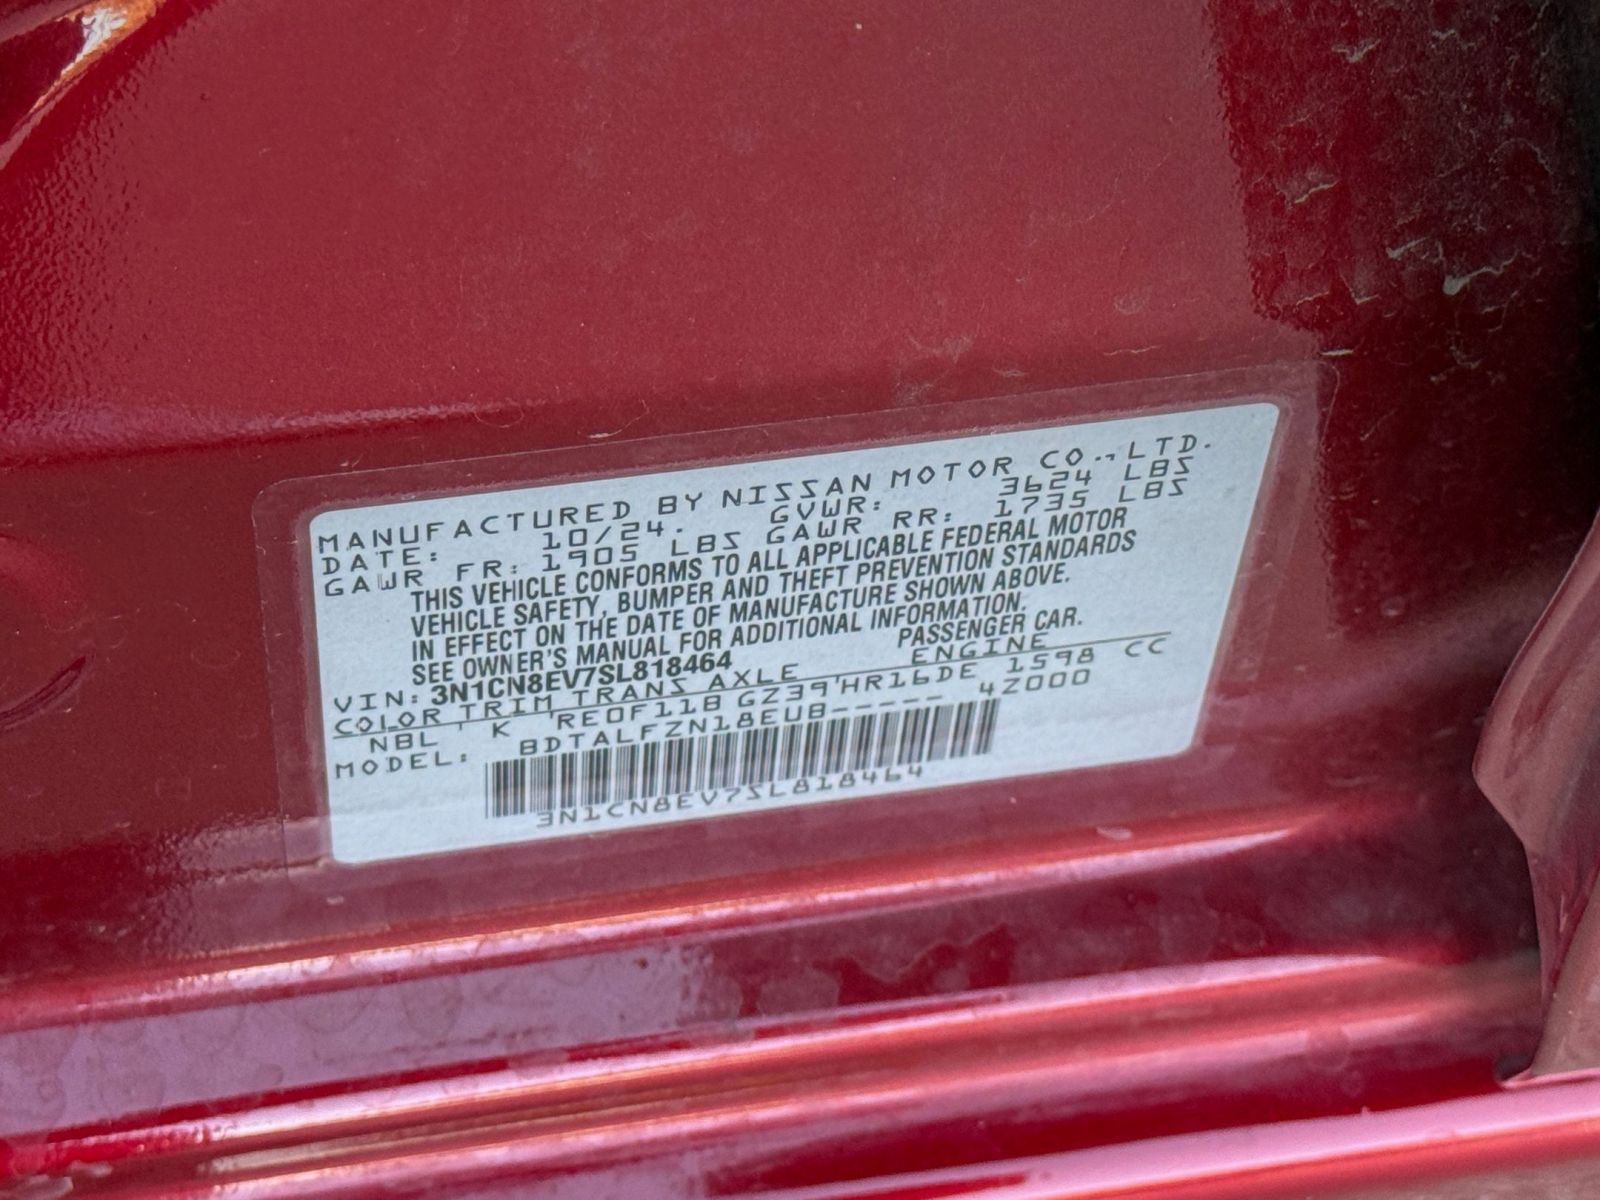 MANUFACTURED BY NISSAN MOTOR CO.,LTD.
DATE: 10/24. GVWR: 3624 LBS
GAWR FR: 1905 LBS GAWR RR: 1735 LBS
THIS VEHICLE CONFORMS TO ALL APPLICABLE FEDERAL MOTOR
VEHICLE SAFETY, BUMPER AND THEFT PREVENTION STANDARDS
IN EFFECT ON THE DATE OF MANUFACTURE SHOWN ABOVE.
SEE OWNER'S MANUAL FOR ADDITIONAL INFORMATION.
VIN: 3N1CN8EV7SL818464 PASSENGER CAR.
COLOR TRIM TRANS AXLE ENGINE
NBL K RE0F11B GZ39 HR16DE 1598 CC
MODEL: BDTALFZN18EUB----- 4Z000
3N1CN8EV7SL818464